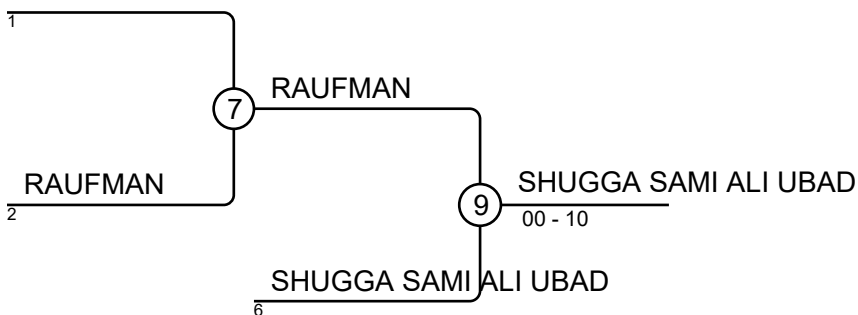 1
RAUFMAN
7
RAUFMAN
2
SHUGGA SAMI ALI UBAD
9
00 - 10
SHUGGA SAMI ALI UBAD
6